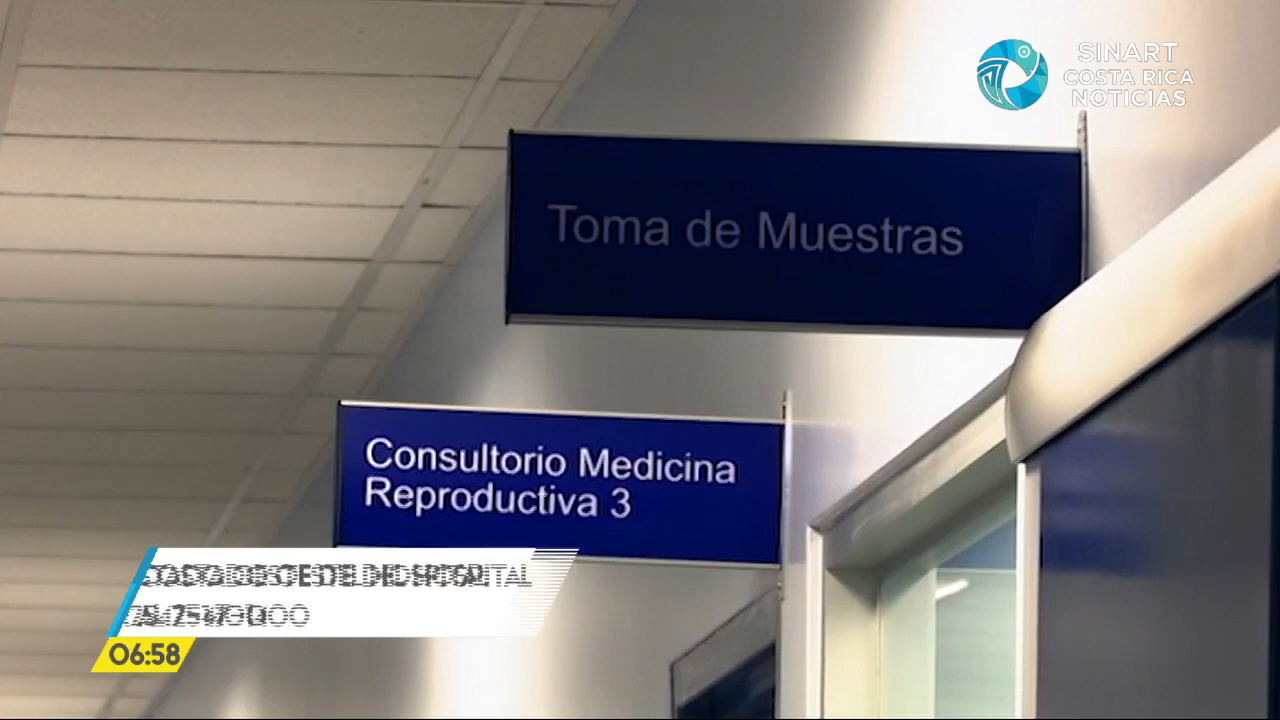 SINART
COSTA RICA
NOTICIAS
Toma de Muestras
Consultorio Medicina
Reproductiva 3
06:58